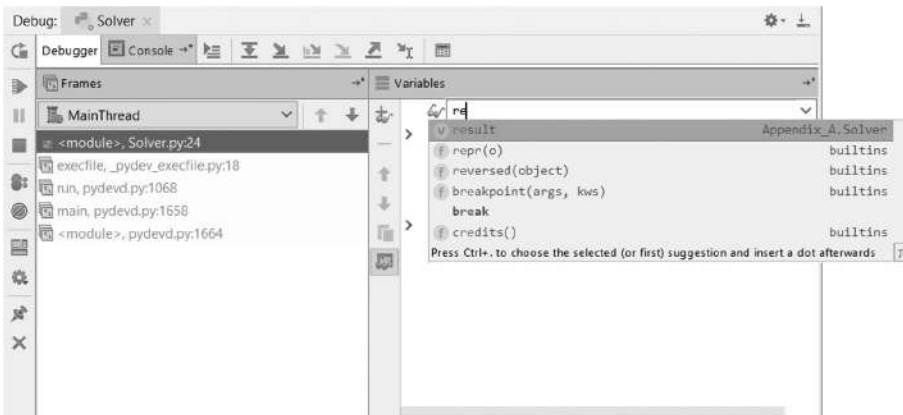 Debug: Solver ×
Debugger Console →*
Frames →*
Variables →*
MainThread
re
<module>, Solver.py:24
v result Appendix_A.Solver
f repr(o) builtins
execfile, _pydev_execfile.py:18
f reversed(object) builtins
run, pydevd.py:1068
f breakpoint(args, kws) builtins
main, pydevd.py:1658
break
<module>, pydevd.py:1664
f credits() builtins
Press Ctrl+. to choose the selected (or first) suggestion and insert a dot afterwards